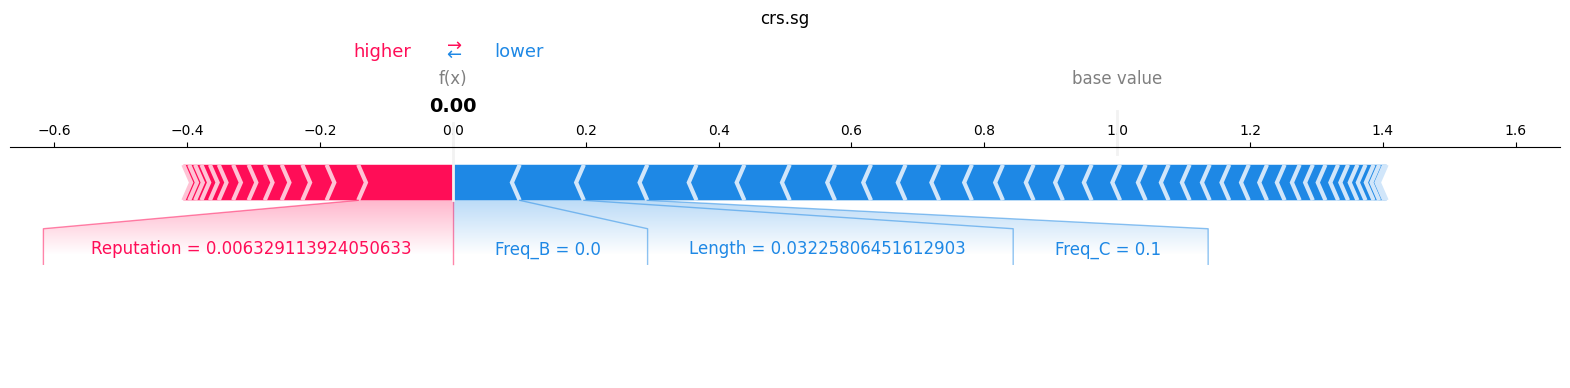 crs.sg
higher → ← lower
f(x) base value
0.00
−0.6 −0.4 −0.2 0.0 0.2 0.4 0.6 0.8 1.0 1.2 1.4 1.6
Reputation = 0.006329113924050633 Freq_B = 0.0 Length = 0.03225806451612903 Freq_C = 0.1